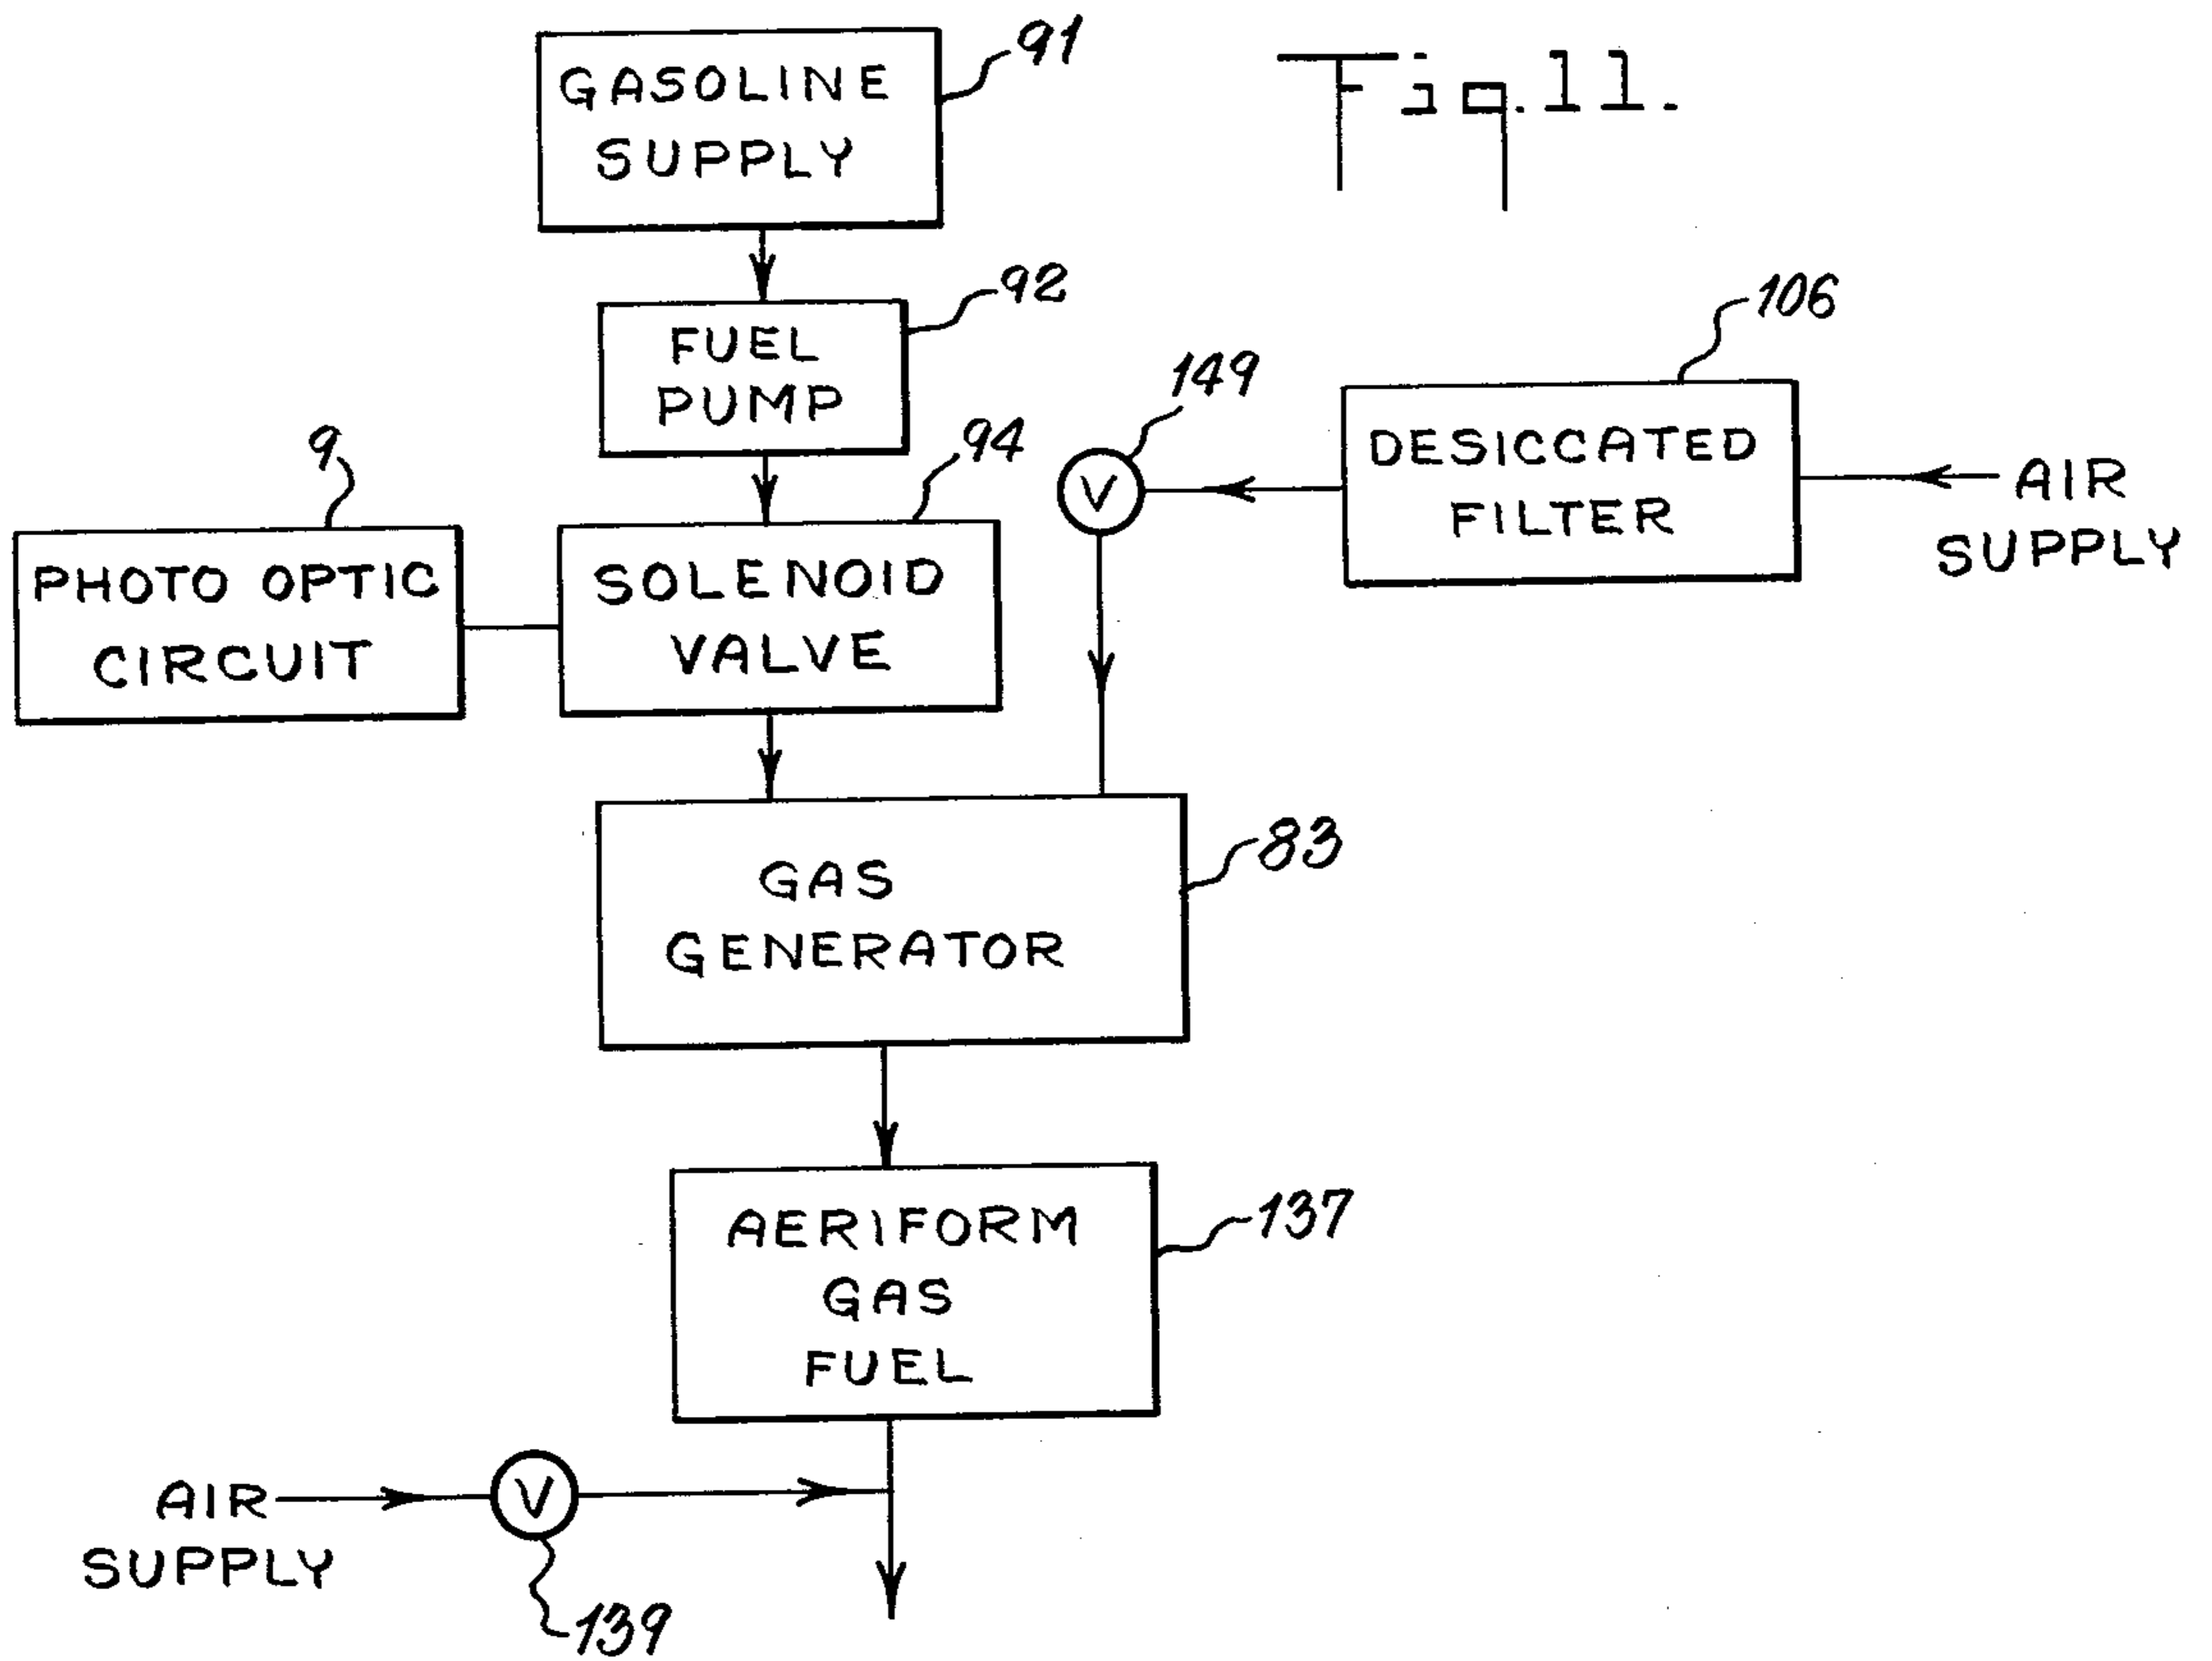 Fig.11.
91
GASOLINE
SUPPLY
92
FUEL
PUMP
106
149
V
DESICCATED
FILTER
AIR
SUPPLY
94
9
PHOTO OPTIC
CIRCUIT
SOLENOID
VALVE
83
GAS
GENERATOR
137
AERIFORM
GAS
FUEL
AIR
SUPPLY
V
139